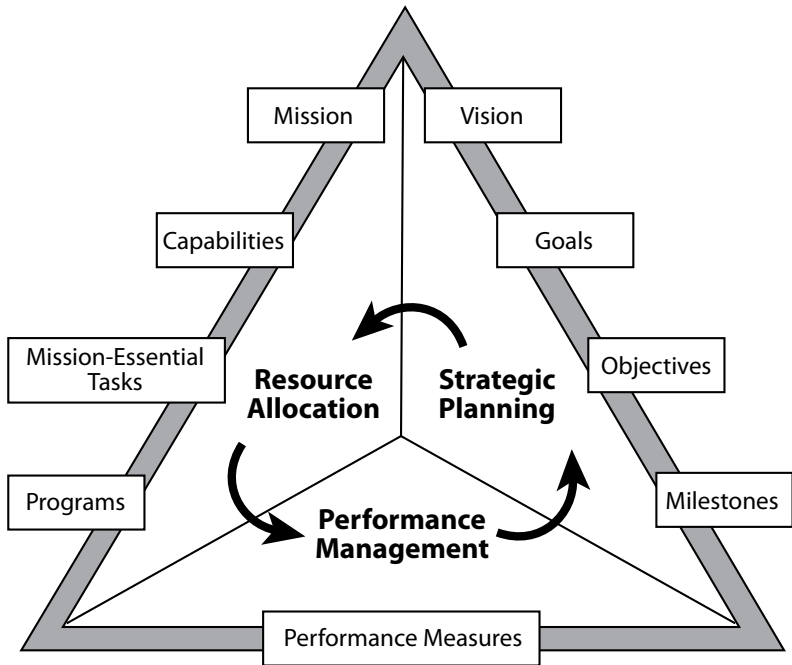 Mission
Vision
Capabilities
Goals
Mission-Essential
Tasks
Objectives
Resource
Allocation
Strategic
Planning
Programs
Milestones
Performance
Management
Performance Measures